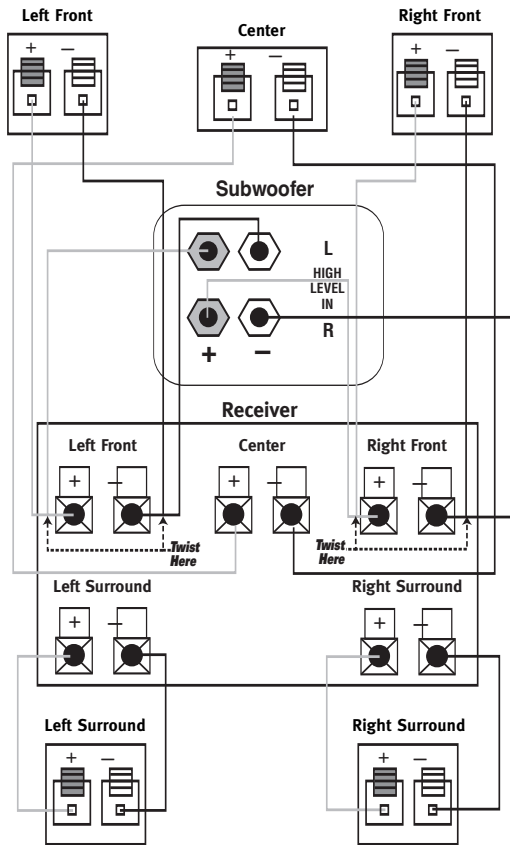 Left Front
Center
Right Front
+ –
+ –
+ –
Subwoofer
L
HIGH
LEVEL
IN
R
+ –
Receiver
Left Front
Center
Right Front
+ –
+ –
+ –
Twist
Here
Twist
Here
Left Surround
Right Surround
+ –
+ –
Left Surround
Right Surround
+ –
+ –